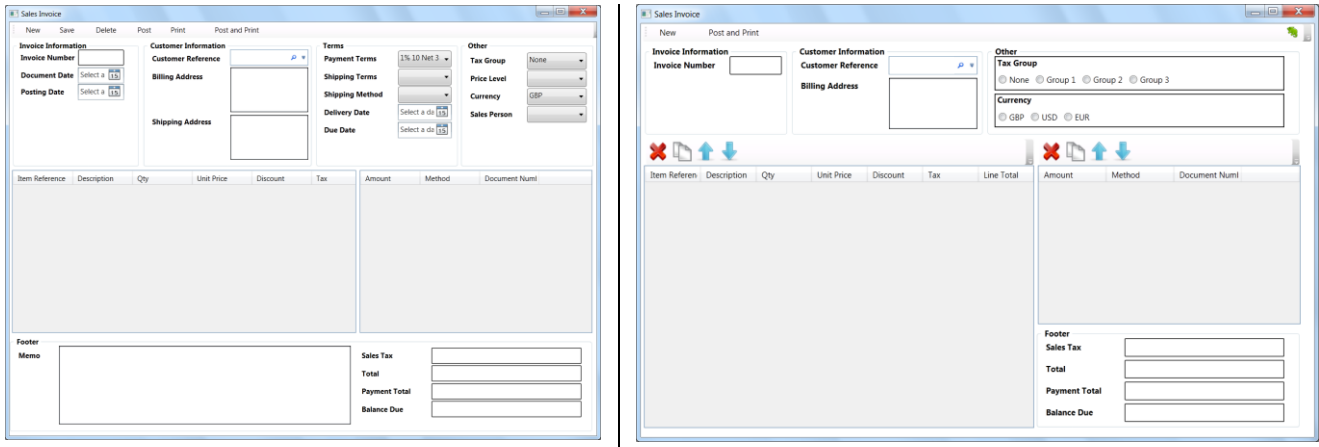 Sales Invoice
New Save Delete Post Print Post and Print
Invoice Information Customer Information Terms Other
Invoice Number Customer Reference Payment Terms 1% 10 Net 3 Tax Group None
Document Date Select a 15 Billing Address Shipping Terms Price Level
Posting Date Select a 15 Shipping Method Currency GBP
Shipping Address Delivery Date Select a da 15 Sales Person
Due Date Select a da 15
Item Reference Description Qty Unit Price Discount Tax Amount Method Document Numl
Footer
Memo Sales Tax
Total
Payment Total
Balance Due
Sales Invoice
New Post and Print
Invoice Information Customer Information Other
Invoice Number Customer Reference Tax Group
None Group 1 Group 2 Group 3
Billing Address
Currency
GBP USD EUR
Item Referen Description Qty Unit Price Discount Tax Line Total Amount Method Document Numl
Footer
Sales Tax
Total
Payment Total
Balance Due